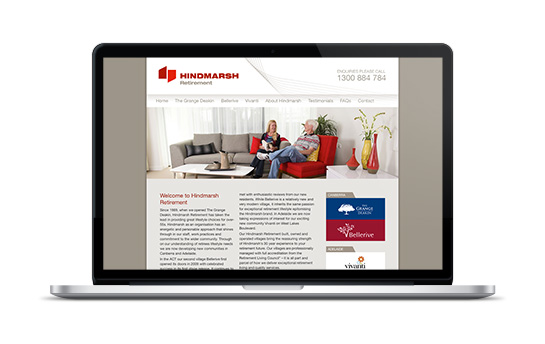 HINDMARSH
Retirement
ENQUIRIES PLEASE CALL
1300 884 784
Home The Grange Deakin Bellerive Vivanti About Hindmarsh Testimonials FAQs Contact
Welcome to Hindmarsh
Retirement
Since 1989, when we opened The Grange
Deakin, Hindmarsh Retirement has taken the
lead in providing great lifestyle choices for over-
55s. Hindmarsh as an organisation has an
energetic and personable approach that shines
through in our staff, work practices and
commitment to the wider community. Through
our understanding of retirees lifestyle needs
we are now developing new communities in
Canberra and Adelaide.
In the ACT our second village Bellerive first
opened its doors in 2005 with celebrated
met with enthusiastic reviews from our new
residents. While Bellerive is a relatively new and
very modern village, it inherits the same passion
for exceptional retirement lifestyle epitomising
the Hindmarsh brand. In Adelaide we are now
taking expressions of interest for our exciting
new community vivanti on West Lakes
Boulevard.
Our Hindmarsh Retirement built, owned and
operated villages bring the reassuring strength
of Hindmarsh's 30 year experience to your
retirement future. Our villages are professionally
managed with full accreditation from the
Retirement Living Council – it is all part and
parcel of how we deliver exceptional retirement
living and quality services.
CANBERRA
THE GRANGE
DEAKIN
Bellerive
ADELAIDE
vivanti